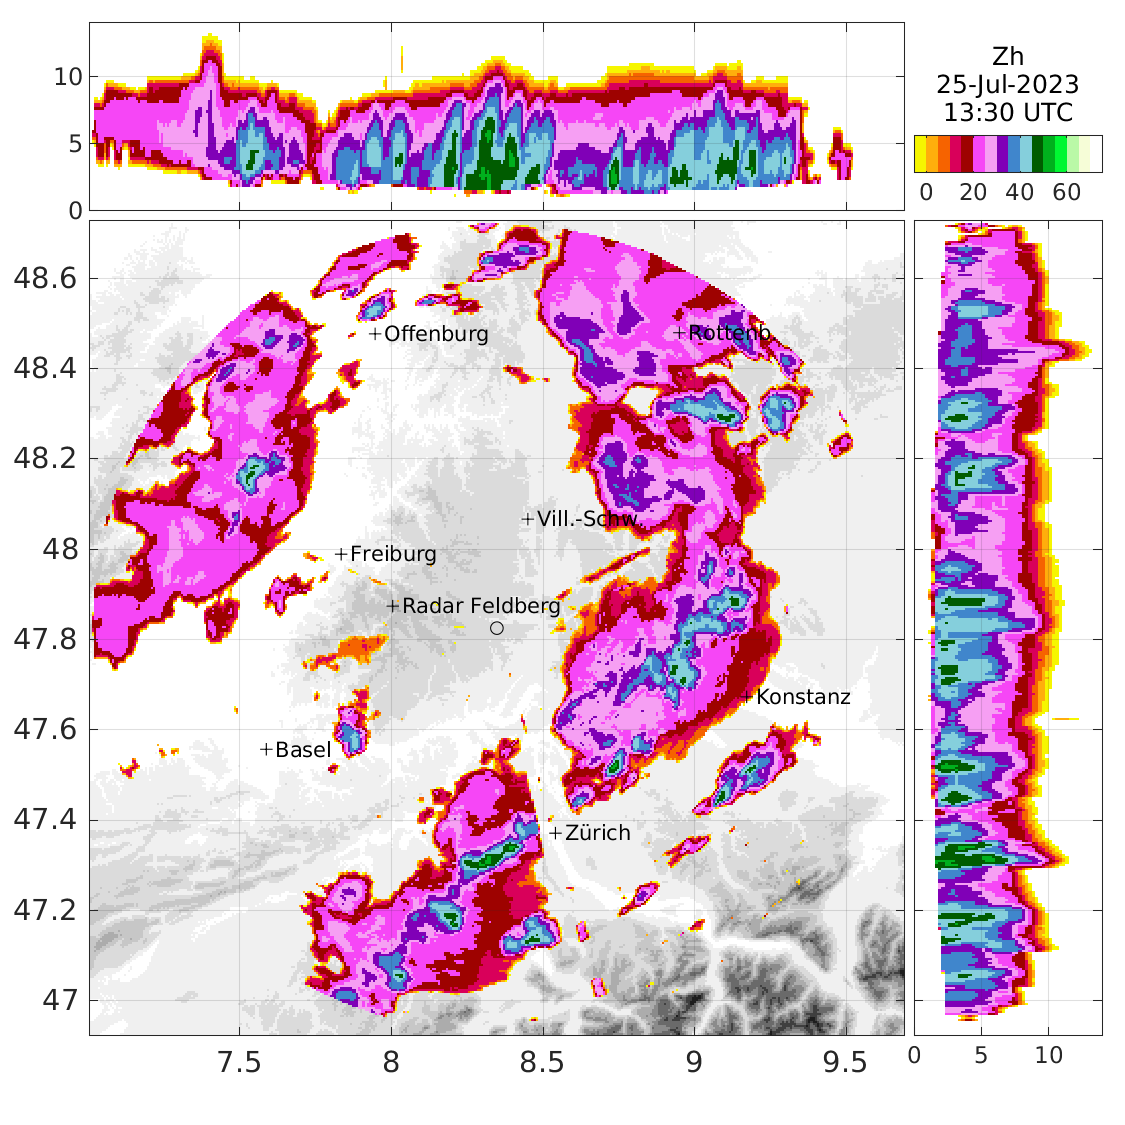 10
5
0
Zh
25-Jul-2023
13:30 UTC
0 20 40 60
48.6
48.4
48.2
48
47.8
47.6
47.4
47.2
47
+Offenburg
+Rottenb
+Vill.-Schw
+Freiburg
+Radar Feldberg
+Konstanz
+Basel
+Zürich
7.5 8 8.5 9 9.5
0 5 10